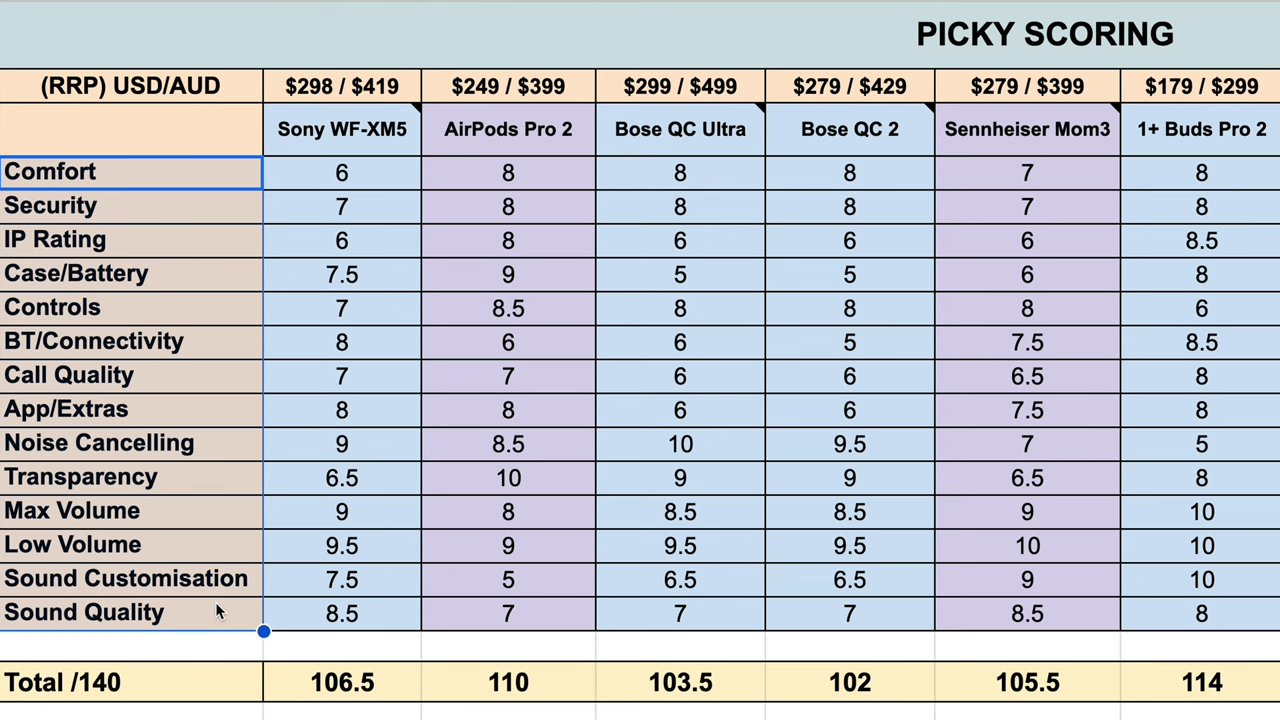 PICKY SCORING
(RRP) USD/AUD $298 / $419 $249 / $399 $299 / $499 $279 / $429 $279 / $399 $179 / $299
Sony WF-XM5 AirPods Pro 2 Bose QC Ultra Bose QC 2 Sennheiser Mom3 1+ Buds Pro 2
Comfort 6 8 8 8 7 8
Security 7 8 8 8 7 8
IP Rating 6 8 6 6 6 8.5
Case/Battery 7.5 9 5 5 6 8
Controls 7 8.5 8 8 8 6
BT/Connectivity 8 6 6 5 7.5 8.5
Call Quality 7 7 6 6 6.5 8
App/Extras 8 8 6 6 7.5 8
Noise Cancelling 9 8.5 10 9.5 7 5
Transparency 6.5 10 9 9 6.5 8
Max Volume 9 8 8.5 8.5 9 10
Low Volume 9.5 9 9.5 9.5 10 10
Sound Customisation 7.5 5 6.5 6.5 9 10
Sound Quality 8.5 7 7 7 8.5 8
Total /140 106.5 110 103.5 102 105.5 114